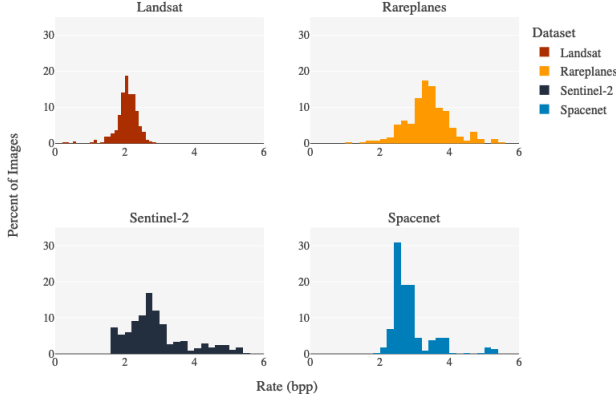 Landsat
Rareplanes
Dataset
Landsat
Rareplanes
Sentinel-2
Spacenet
30
20
10
0
0 2 4 6
30
20
10
0
0 2 4 6
Percent of Images
Sentinel-2
Spacenet
30
20
10
0
0 2 4 6
30
20
10
0
0 2 4 6
Rate (bpp)